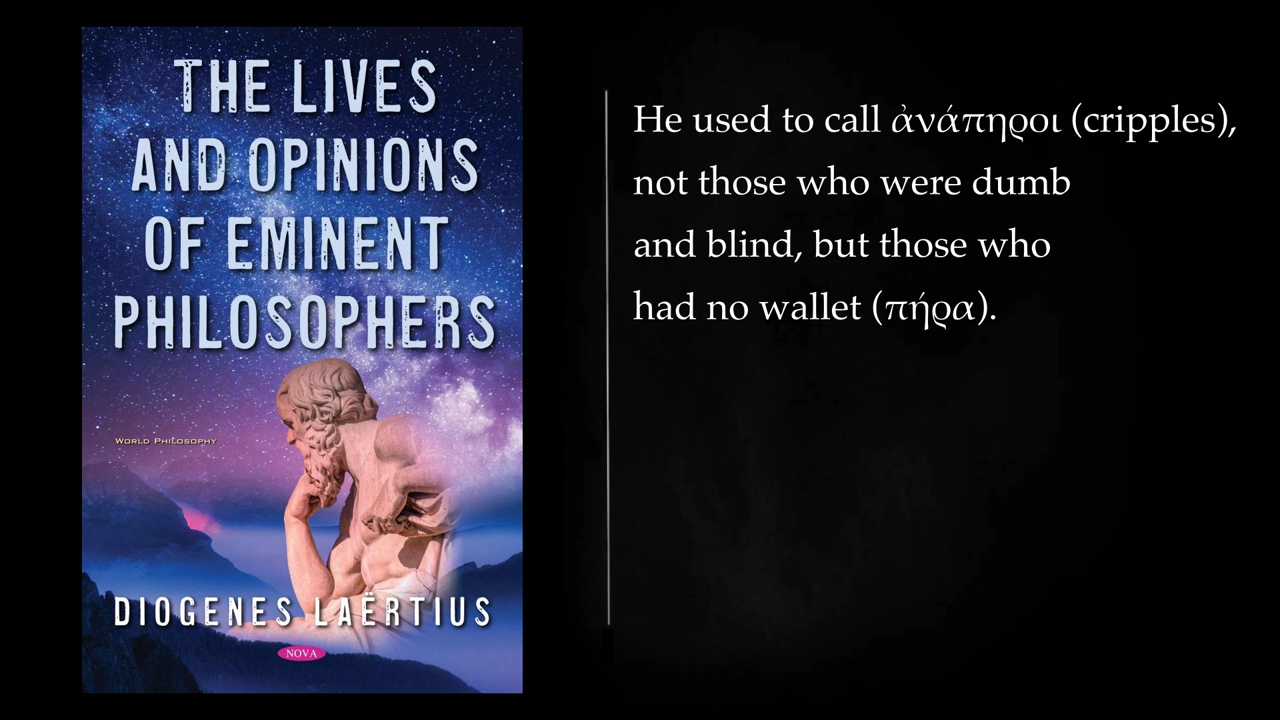 THE LIVES
AND OPINIONS
OF EMINENT
PHILOSOPHERS
WORLD PHILOSOPHY
DIOGENES LAËRTIUS
NOVA
He used to call ἀνάπηροι (cripples),
not those who were dumb
and blind, but those who
had no wallet (πήρα).